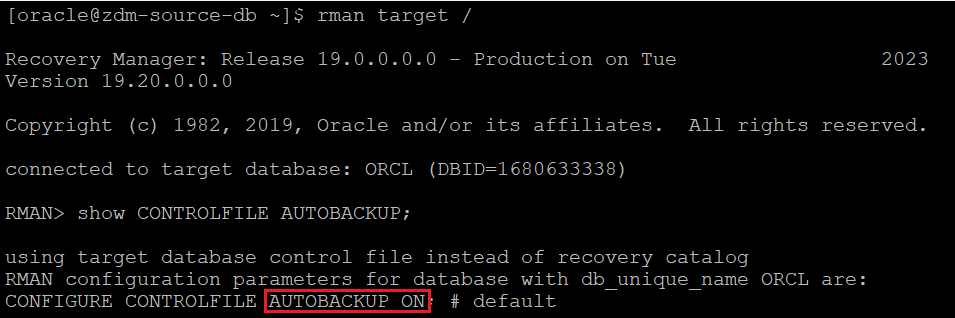 [oracle@zdm-source-db ~]$ rman target /
Recovery Manager: Release 19.0.0.0.0 - Production on Tue 2023
Version 19.20.0.0.0
Copyright (c) 1982, 2019, Oracle and/or its affiliates. All rights reserved.
connected to target database: ORCL (DBID=1680633338)
RMAN> show CONTROLFILE AUTOBACKUP;
using target database control file instead of recovery catalog
RMAN configuration parameters for database with db_unique_name ORCL are:
CONFIGURE CONTROLFILE AUTOBACKUP ON; # default